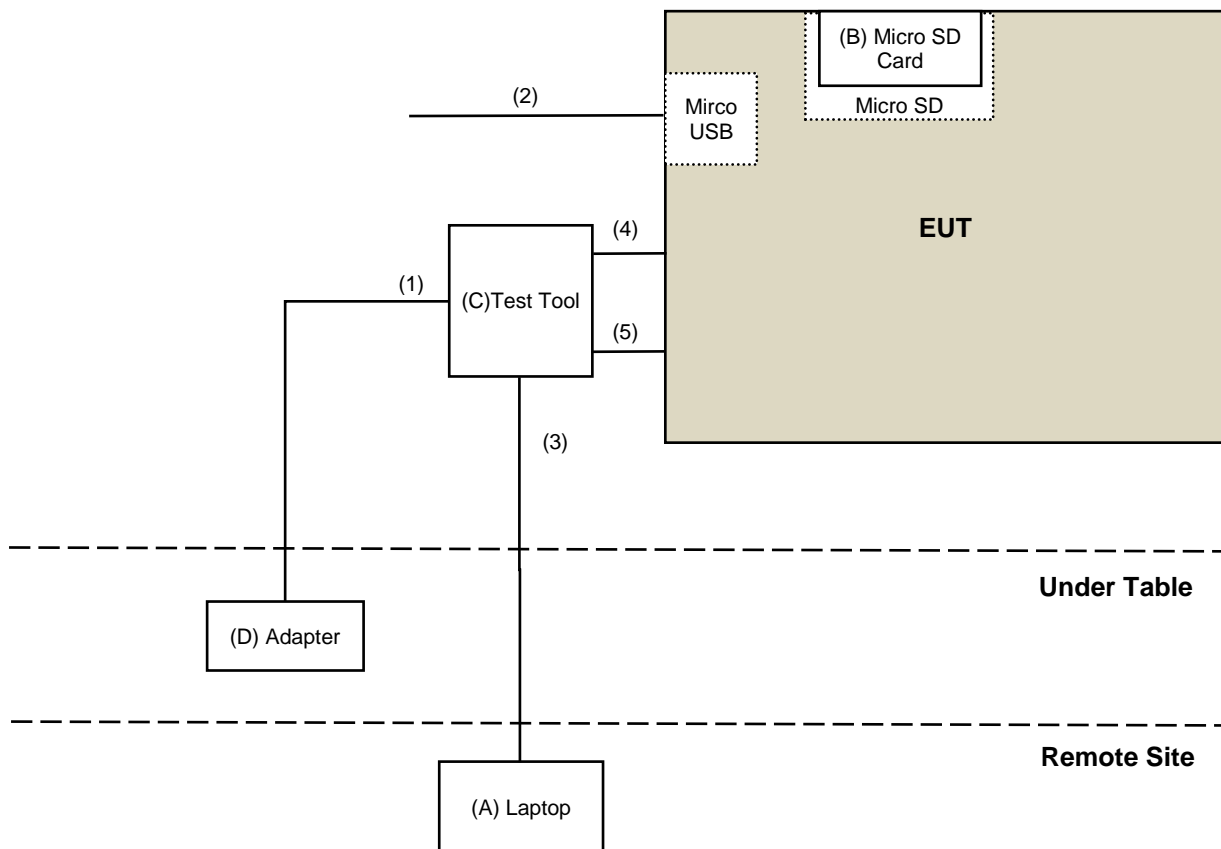 (B) Micro SD
Card
Micro SD
(2)
Mirco
USB
EUT
(4)
(1)
(C)Test Tool
(5)
(3)
Under Table
(D) Adapter
Remote Site
(A) Laptop